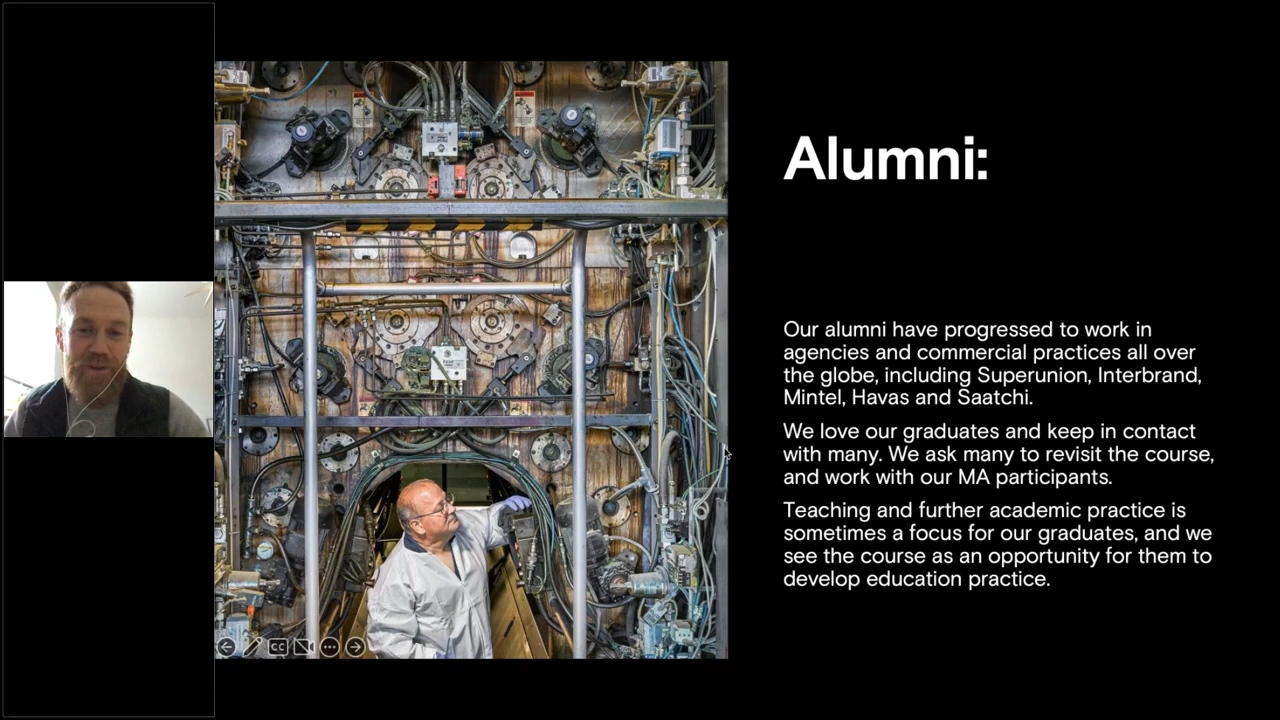 Alumni:
Our alumni have progressed to work in
agencies and commercial practices all over
the globe, including Superunion, Interbrand,
Mintel, Havas and Saatchi.
We love our graduates and keep in contact
with many. We ask many to revisit the course,
and work with our MA participants.
Teaching and further academic practice is
sometimes a focus for our graduates, and we
see the course as an opportunity for them to
develop education practice.
CC